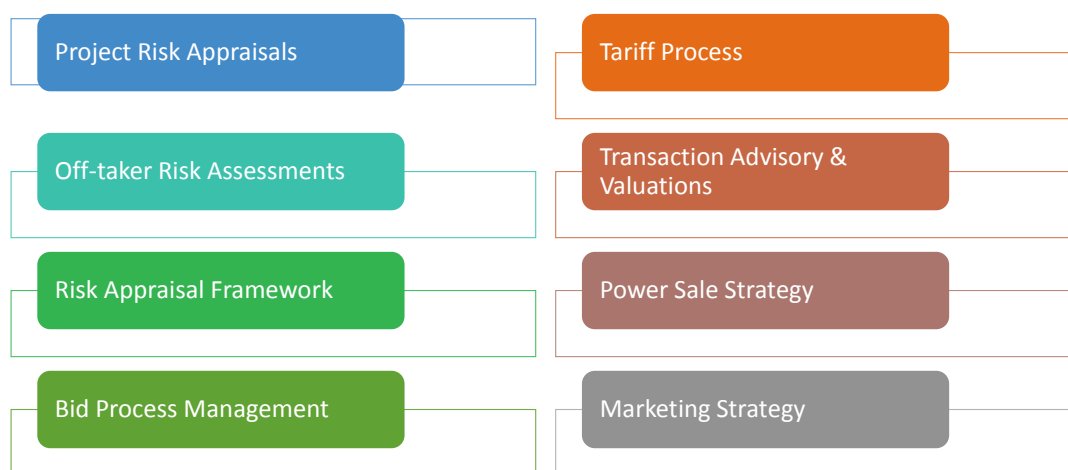 Project Risk Appraisals
Off-taker Risk Assessments
Risk Appraisal Framework
Bid Process Management
Tariff Process
Transaction Advisory &
Valuations
Power Sale Strategy
Marketing Strategy